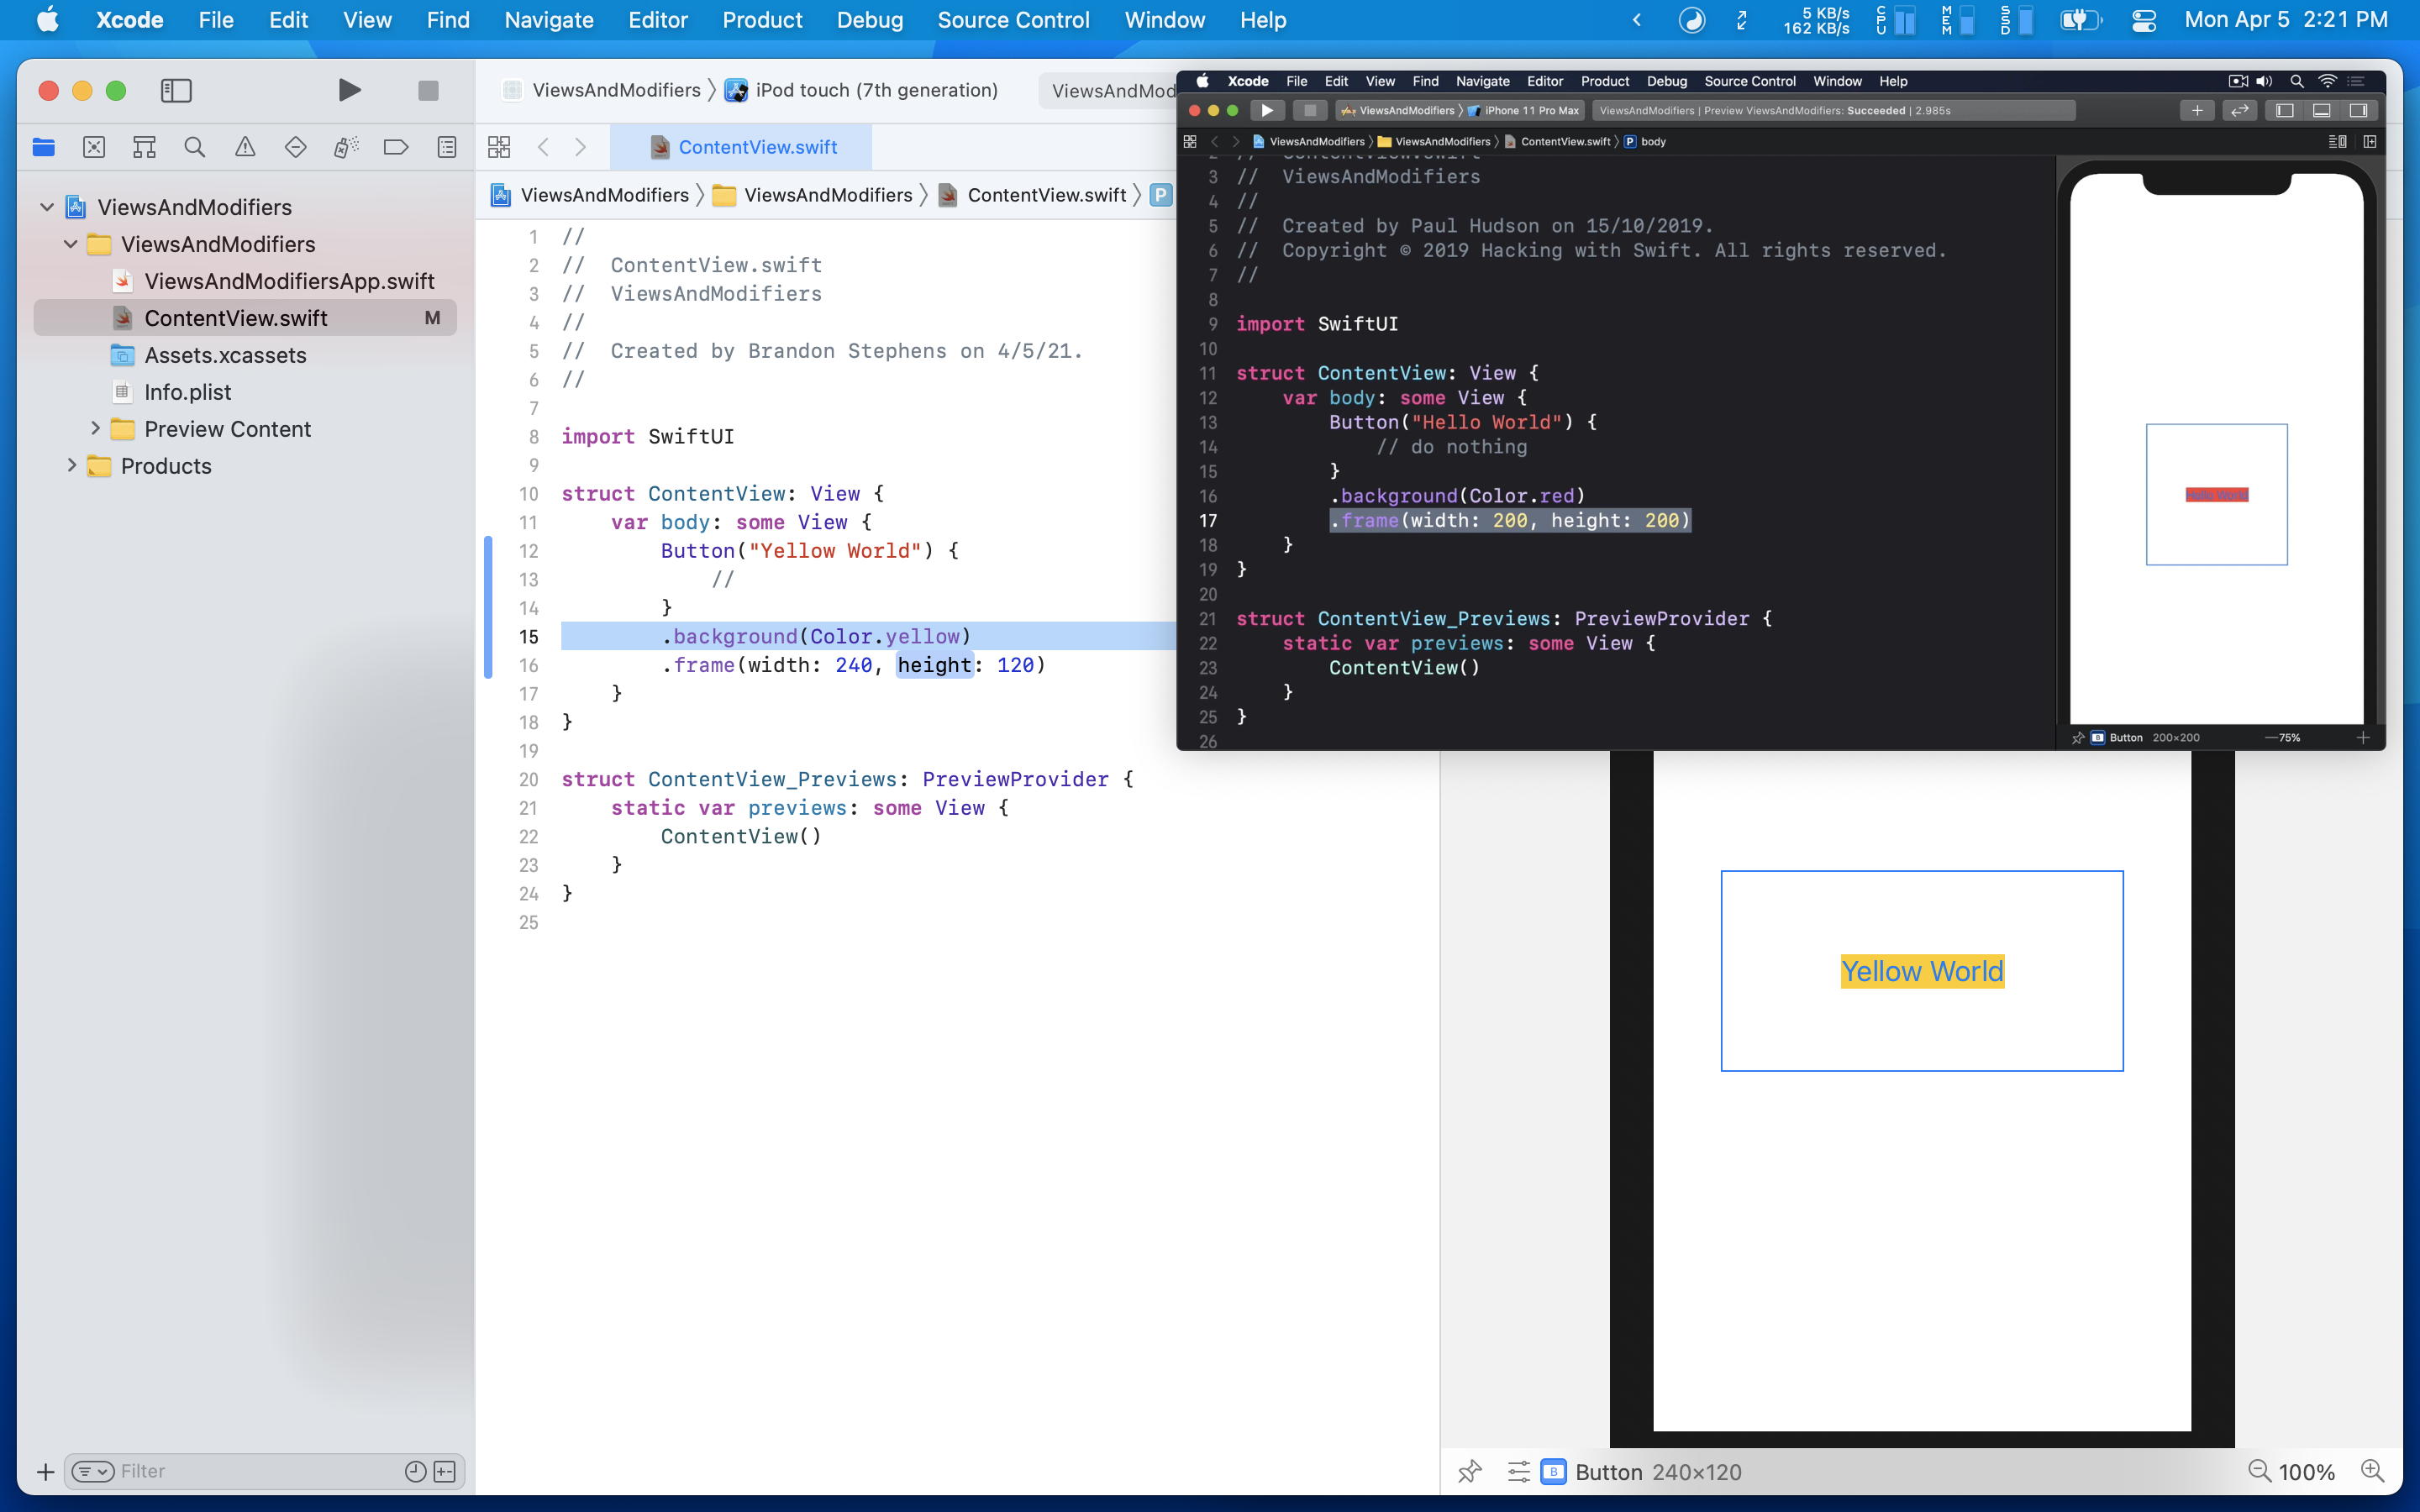 Xcode File Edit View Find Navigate Editor Product Debug Source Control Window Help
5 KB/s
162 KB/s
CPU MEM SSD
Mon Apr 5 2:21 PM
ViewsAndModifiers
iPod touch (7th generation)
ViewsAndMod
ContentView.swift
ViewsAndModifiers
ViewsAndModifiers
ContentView.swift
P
ViewsAndModifiers
ViewsAndModifiers
ViewsAndModifiersApp.swift
ContentView.swift M
Assets.xcassets
Info.plist
Preview Content
Products
Filter
1 //
2 // ContentView.swift
3 // ViewsAndModifiers
4 //
5 // Created by Brandon Stephens on 4/5/21.
6 //
7
8 import SwiftUI
9
10 struct ContentView: View {
11 var body: some View {
12 Button("Yellow World") {
13 //
14 }
15 .background(Color.yellow)
16 .frame(width: 240, height: 120)
17 }
18 }
19
20 struct ContentView_Previews: PreviewProvider {
21 static var previews: some View {
22 ContentView()
23 }
24 }
25
Xcode File Edit View Find Navigate Editor Product Debug Source Control Window Help
ViewsAndModifiers
iPhone 11 Pro Max
ViewsAndModifiers | Preview ViewsAndModifiers: Succeeded | 2.985s
ViewsAndModifiers
ViewsAndModifiers
ContentView.swift
P body
2 // ContentView.swift
3 // ViewsAndModifiers
4 //
5 // Created by Paul Hudson on 15/10/2019.
6 // Copyright © 2019 Hacking with Swift. All rights reserved.
7 //
8
9 import SwiftUI
10
11 struct ContentView: View {
12 var body: some View {
13 Button("Hello World") {
14 // do nothing
15 }
16 .background(Color.red)
17 .frame(width: 200, height: 200)
18 }
19 }
20
21 struct ContentView_Previews: PreviewProvider {
22 static var previews: some View {
23 ContentView()
24 }
25 }
26
Hello World
B Button 200×200
75%
Yellow World
B Button 240×120
100%